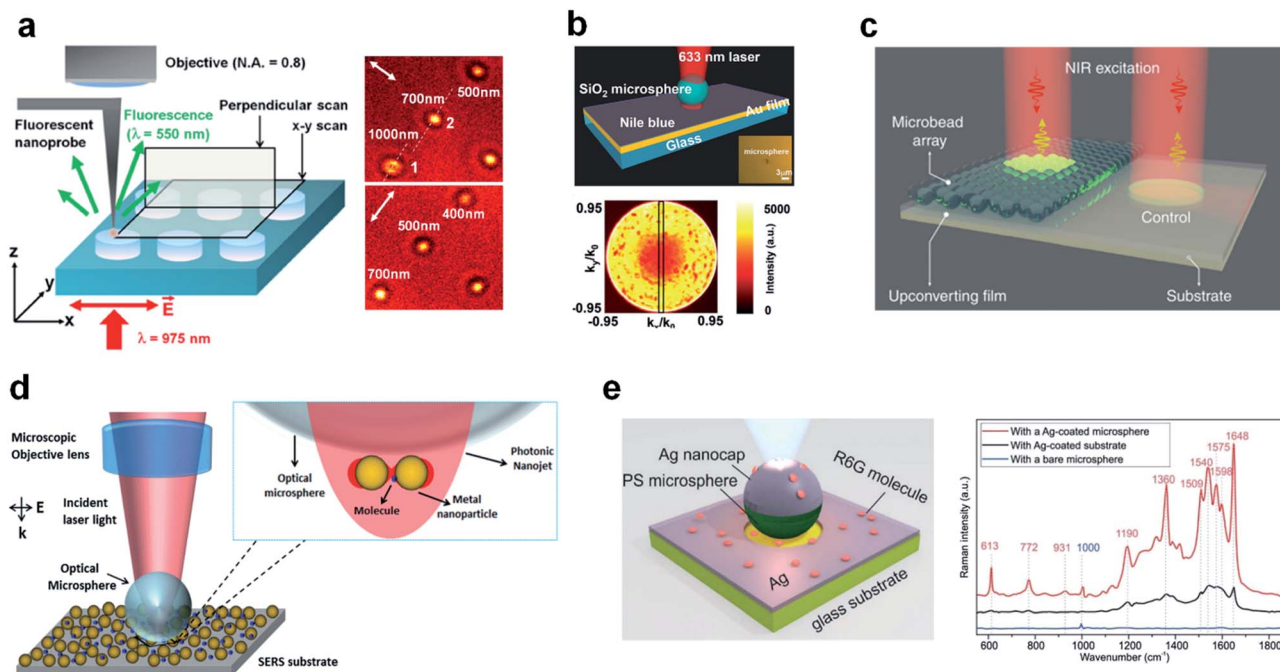 a
Objective (N.A. = 0.8)
Fluorescent
nanoprobe
Fluorescence
(λ = 550 nm)
Perpendicular scan
x-y scan
z
y
x
E
λ = 975 nm
500nm
700nm
2
1000nm
1
400nm
500nm
700nm
b
633 nm laser
SiO2 microsphere
Nile blue
Au film
Glass
microsphere
3μm
0.95
ky/k0
-0.95
-0.95
kx/k0
0.95
5000
Intensity (a.u.)
0
c
NIR excitation
Microbead
array
Control
Upconverting film
Substrate
d
Microscopic
Objective lens
Incident
laser light
E
k
Optical
Microsphere
SERS substrate
Optical
microsphere
Molecule
Metal
nanoparticle
Photonic
Nanojet
e
Ag nanocap
PS microsphere
R6G molecule
Ag
glass substrate
With a Ag-coated microsphere
With Ag-coated substrate
With a bare microsphere
Raman intensity (a.u.)
613
772
931
1000
1190
1360
1509
1540
1575
1598
1648
600
800
1000
1200
1400
1600
1800
Wavenumber (cm-1)